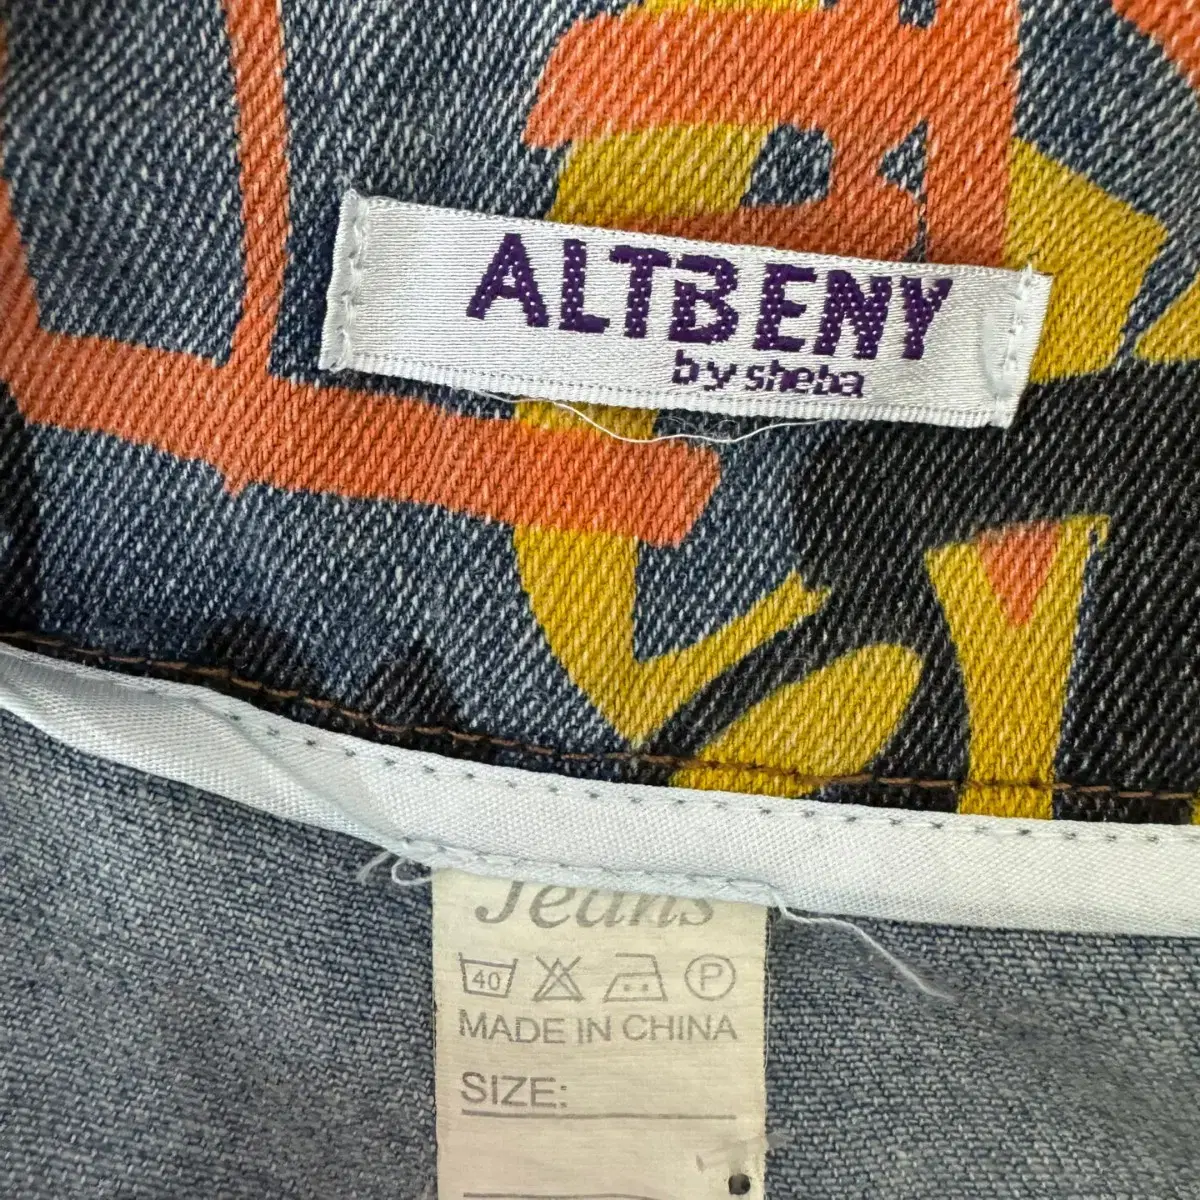 ALTBENY
by sheba
Jeans
40 P
MADE IN CHINA
SIZE: